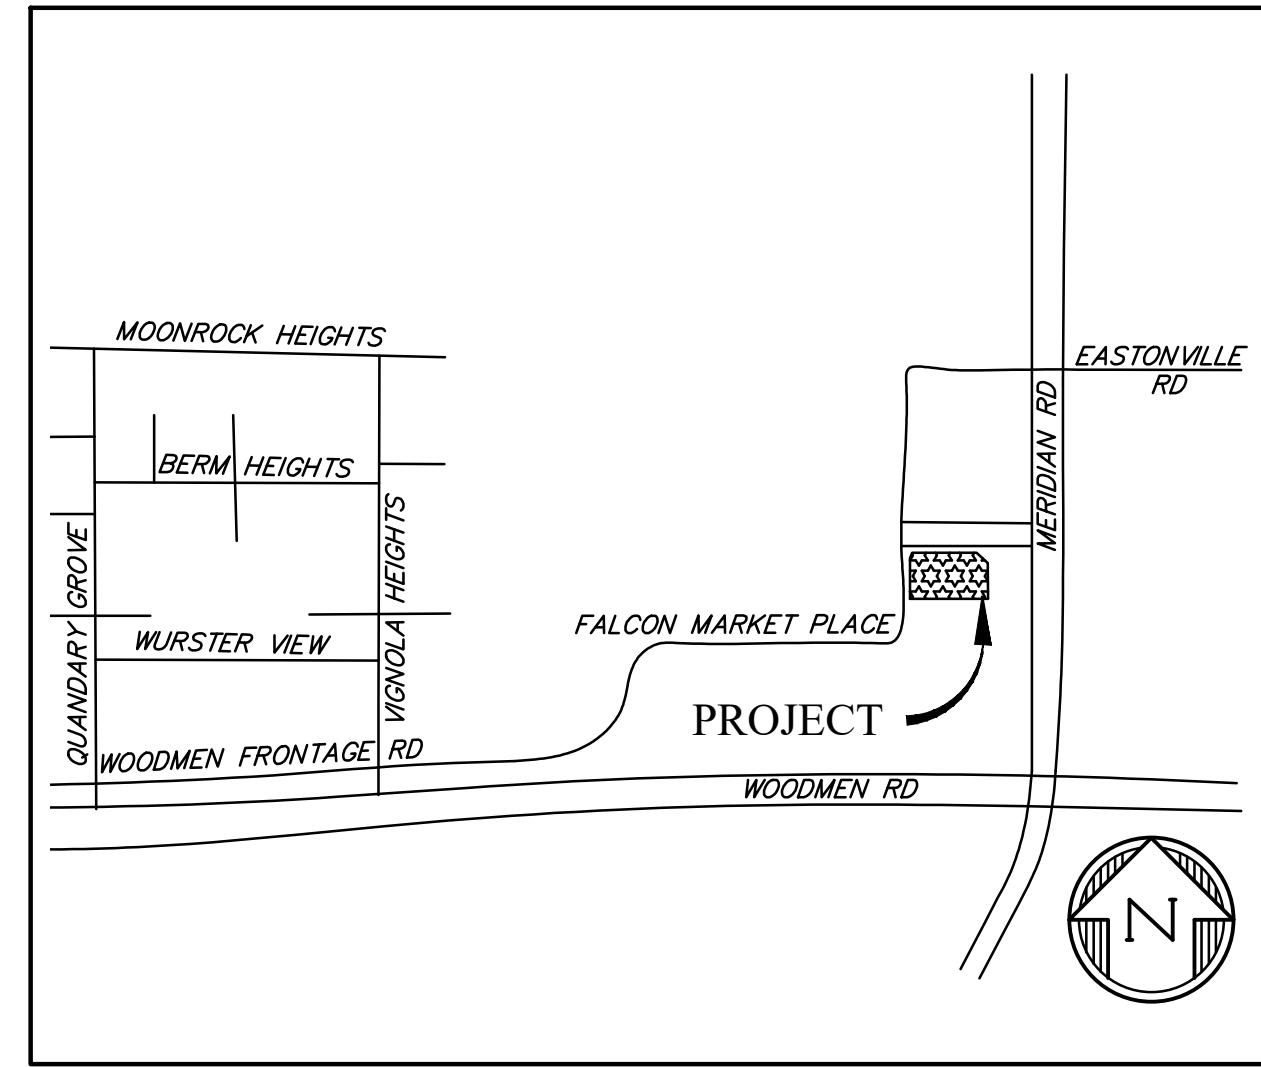 MOONROCK HEIGHTS
EASTONVILLE
RD
MERIDIAN RD
BERM HEIGHTS
VIGNOLA HEIGHTS
QUANDARY GROVE
FALCON MARKET PLACE
WURSTER VIEW
PROJECT
WOODMEN FRONTAGE RD
WOODMEN RD
N